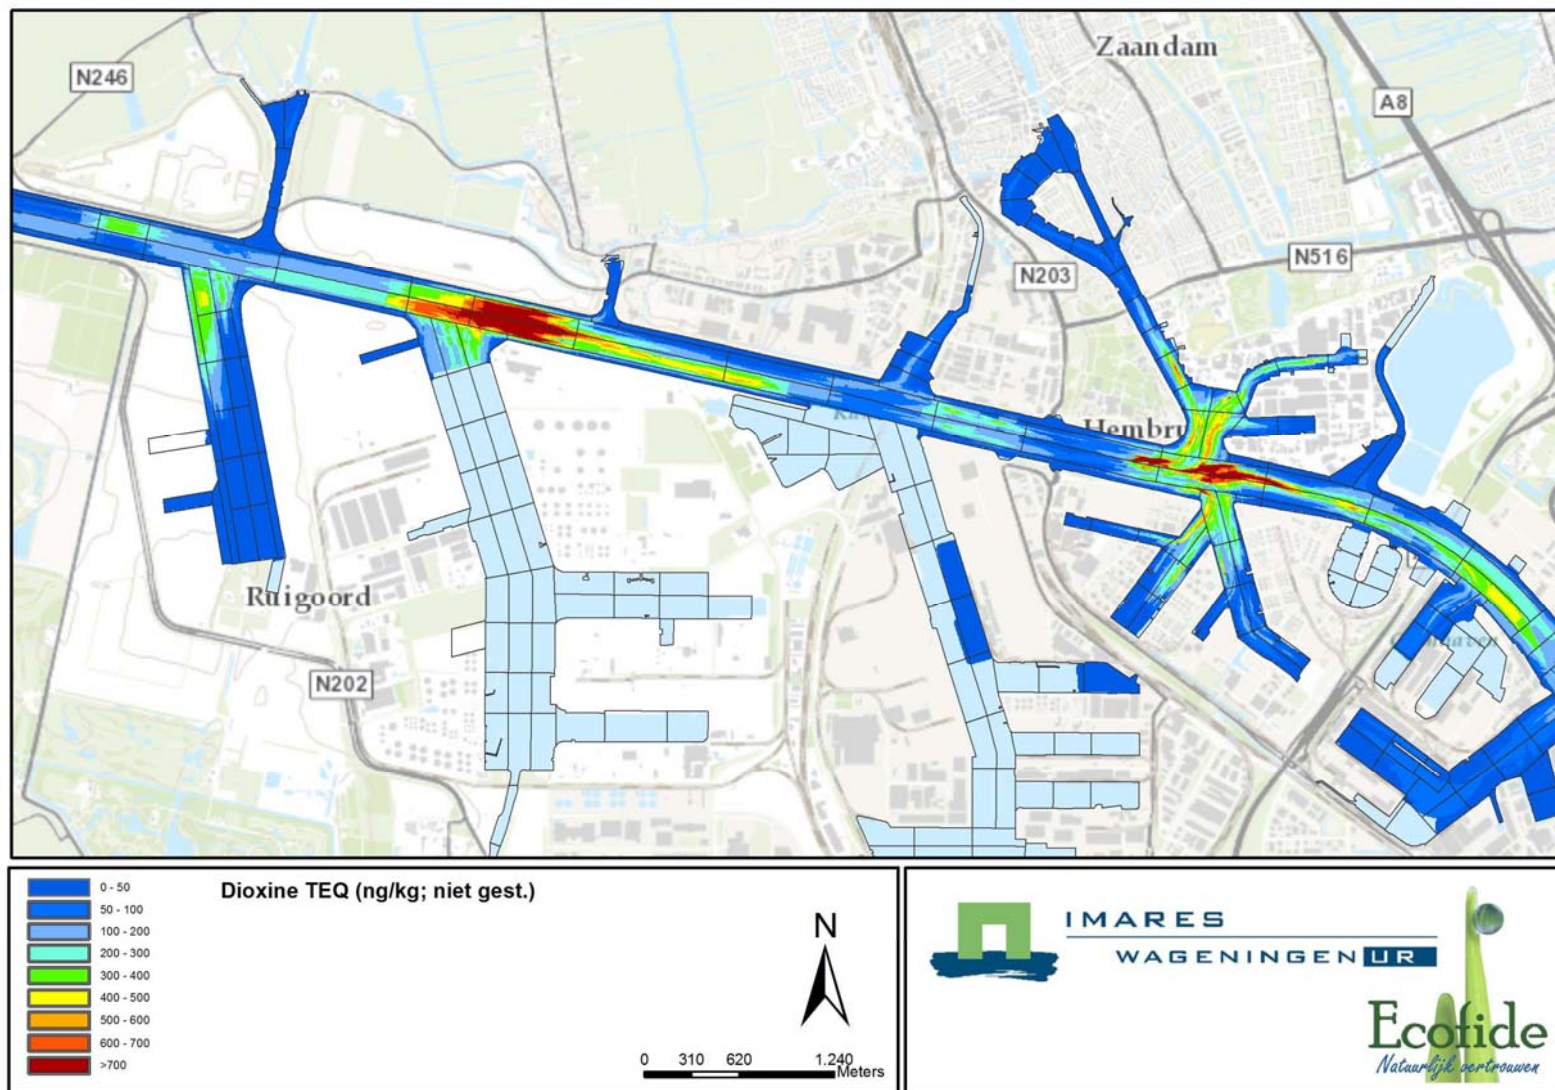 Zaandam
N246
A8
N516
N203
Hembru
Ruigoord
N202
Dioxine TEQ (ng/kg; niet gest.)
0 - 50
50 - 100
100 - 200
200 - 300
300 - 400
400 - 500
500 - 600
600 - 700
>700
N
0 310 620 1.240
Meters
IMARES
WAGENINGEN UR
Ecofide
Natuurlijk vertrouwen